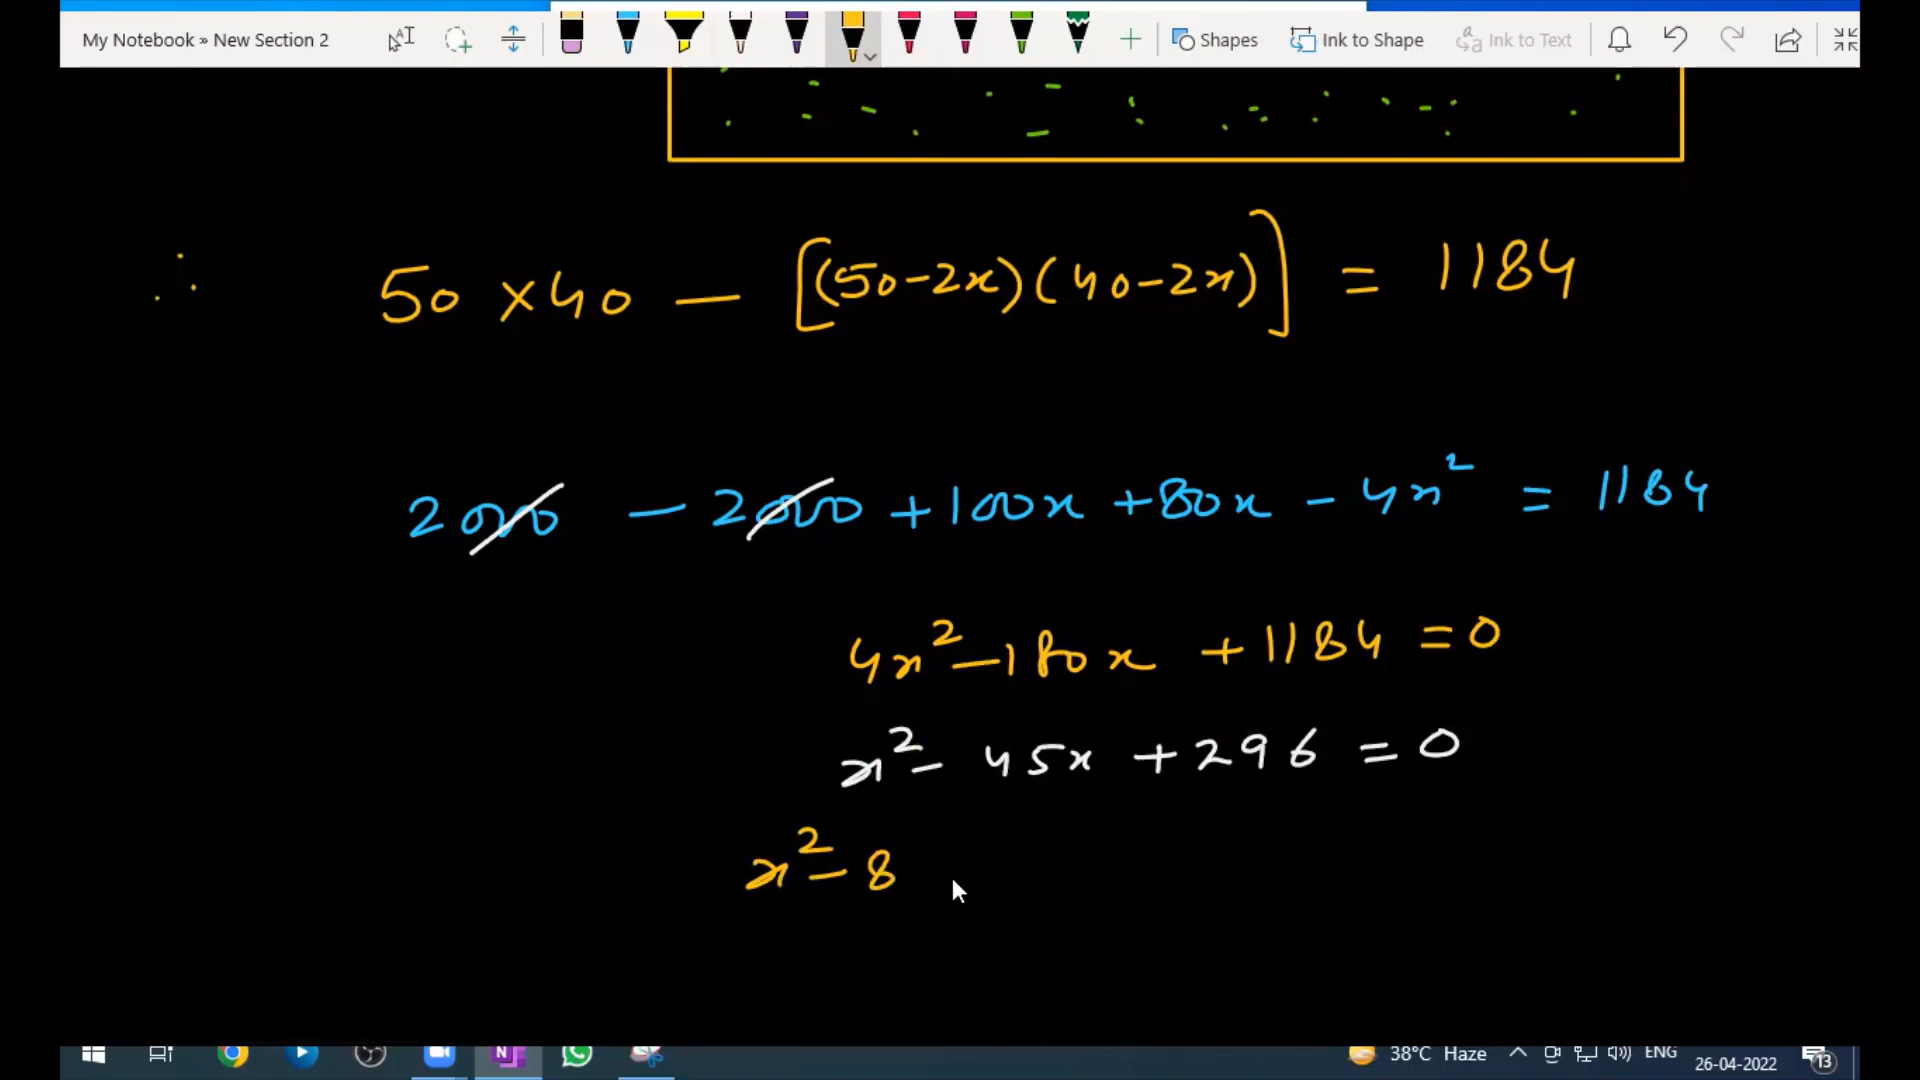 My Notebook » New Section 2 Shapes Ink to Shape Ink to Text
∴ 50 × 40 − [(50-2x)(40-2x)] = 1184
2000 − 2000 + 100x + 80x − 4x² = 1184
4x² − 180x + 1184 = 0
x² − 45x + 296 = 0
x² − 8
38°C Haze ENG 26-04-2022 13